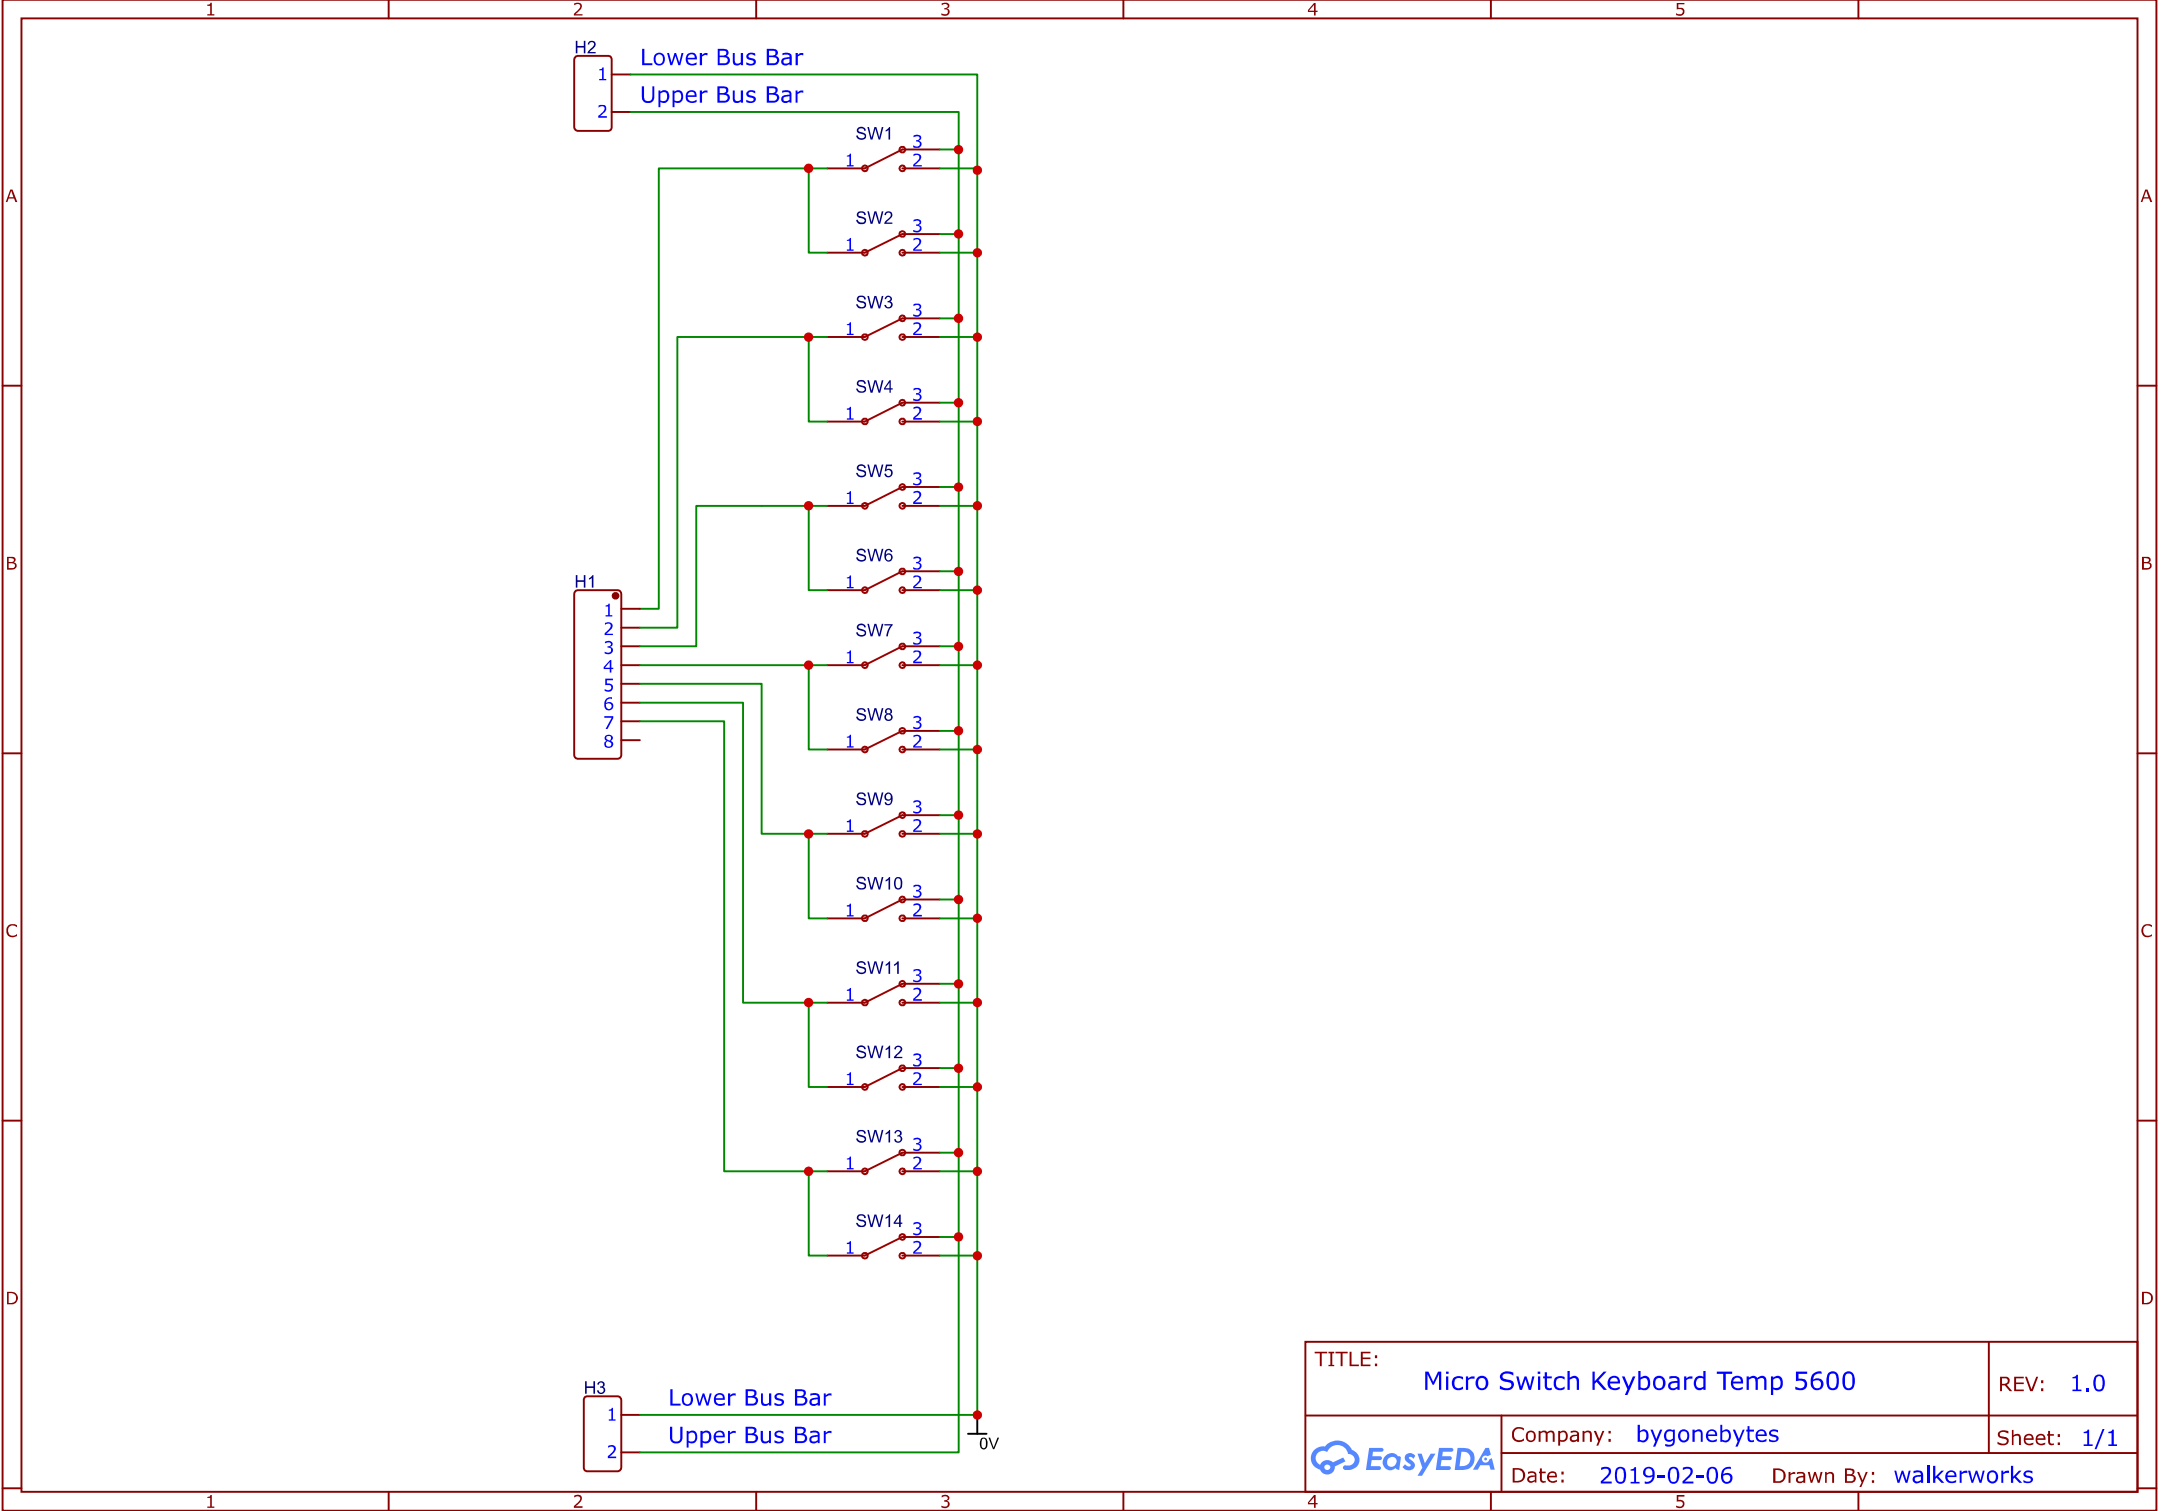 1 2 3 4 5
H2
Lower Bus Bar
1
Upper Bus Bar
2
SW1
3
1 2
A A
SW2
3
1 2
SW3
3
1 2
SW4
3
1 2
SW5
3
1 2
SW6
3
1 2
B B
H1
1
2
3
4
5
6
7
8
SW7
3
1 2
SW8
3
1 2
SW9
3
1 2
SW10
3
1 2
C C
SW11
3
1 2
SW12
3
1 2
SW13
3
1 2
SW14
3
1 2
D D
H3
Lower Bus Bar
1
Upper Bus Bar
2
0V
TITLE:
Micro Switch Keyboard Temp 5600
REV: 1.0
EasyEDA
Company: bygonebytes
Sheet: 1/1
Date: 2019-02-06 Drawn By: walkerworks
1 2 3 4 5